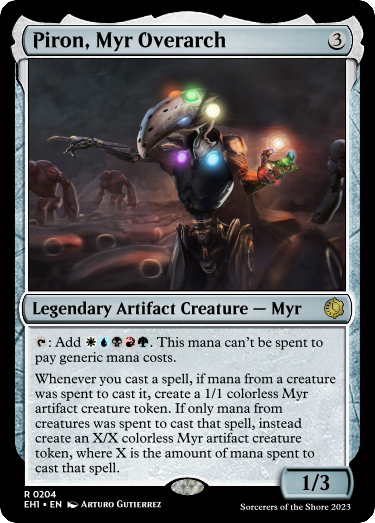 Piron, Myr Overarch 3
Legendary Artifact Creature — Myr
: Add . This mana can't be spent to
pay generic mana costs.
Whenever you cast a spell, if mana from a creature
was spent to cast it, create a 1/1 colorless Myr
artifact creature token. If only mana from
creatures was spent to cast that spell, instead
create an X/X colorless Myr artifact creature
token, where X is the amount of mana spent to
cast that spell.
1/3
R 0204
EH1 • EN Arturo Gutierrez
Sorcerers of the Shore 2023